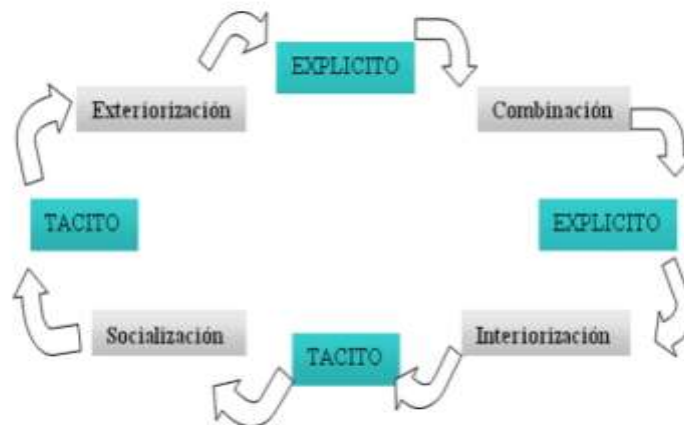 EXPLICITO
Exteriorización
Combinación
TACITO
EXPLICITO
Socialización
TACITO
Interiorización